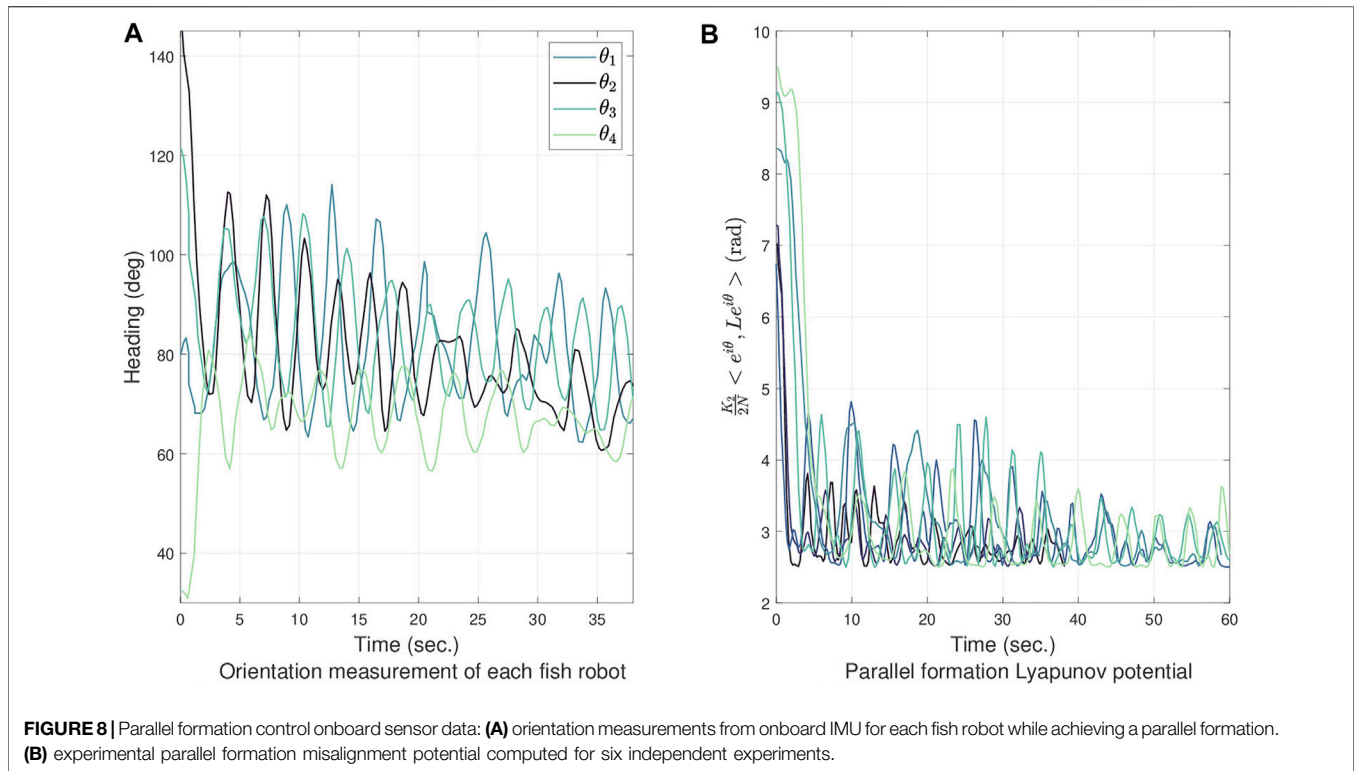 A
140
120
100
80
60
40
Heading (deg)
θ1
θ2
θ3
θ4
0 5 10 15 20 25 30 35
Time (sec.)
Orientation measurement of each fish robot
B
10
9
8
7
6
5
4
3
2
K2/2N < e^{iθ}, Le^{iθ} > (rad)
0 10 20 30 40 50 60
Time (sec.)
Parallel formation Lyapunov potential
FIGURE 8 | Parallel formation control onboard sensor data: (A) orientation measurements from onboard IMU for each fish robot while achieving a parallel formation.
(B) experimental parallel formation misalignment potential computed for six independent experiments.